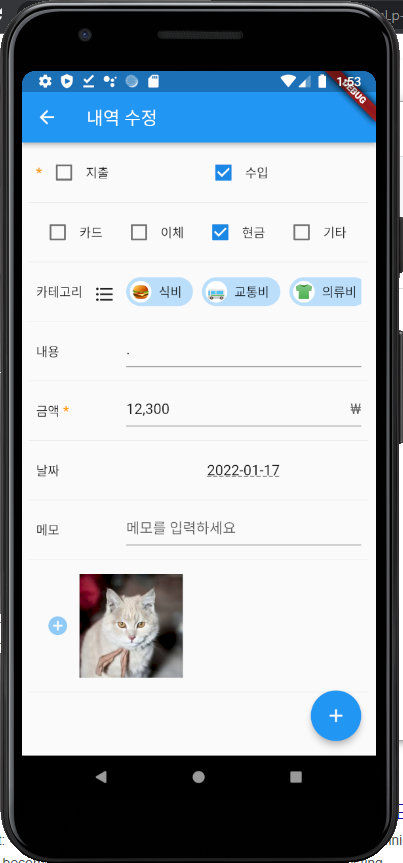 1:53
DEBUG
내역 수정
* 지출 수입
카드 이체 현금 기타
카테고리 식비 교통비 의류비
내용 .
금액 * 12,300 ₩
날짜 2022-01-17
메모 메모를 입력하세요